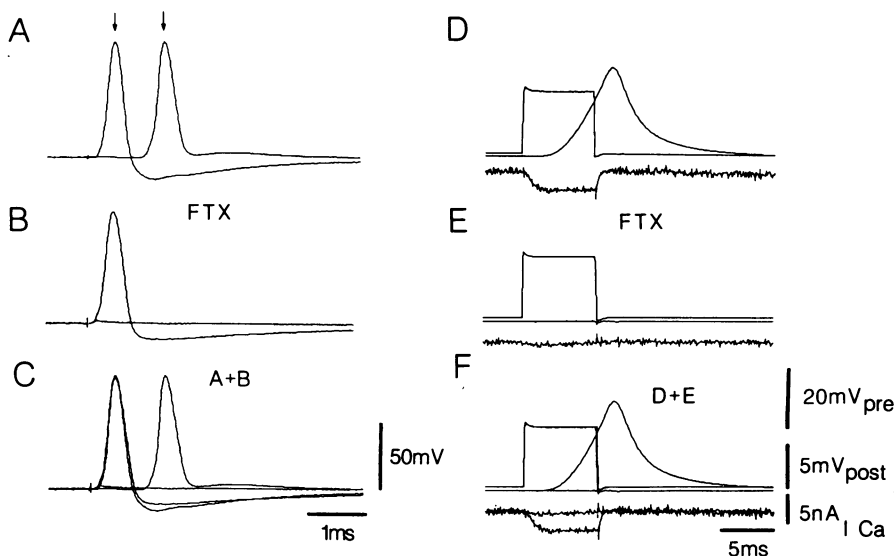 A
D
FTX
FTX
B
E
C
A+B
F
D+E
50mV
1ms
20mVpre
5mVpost
5nA I Ca
5ms